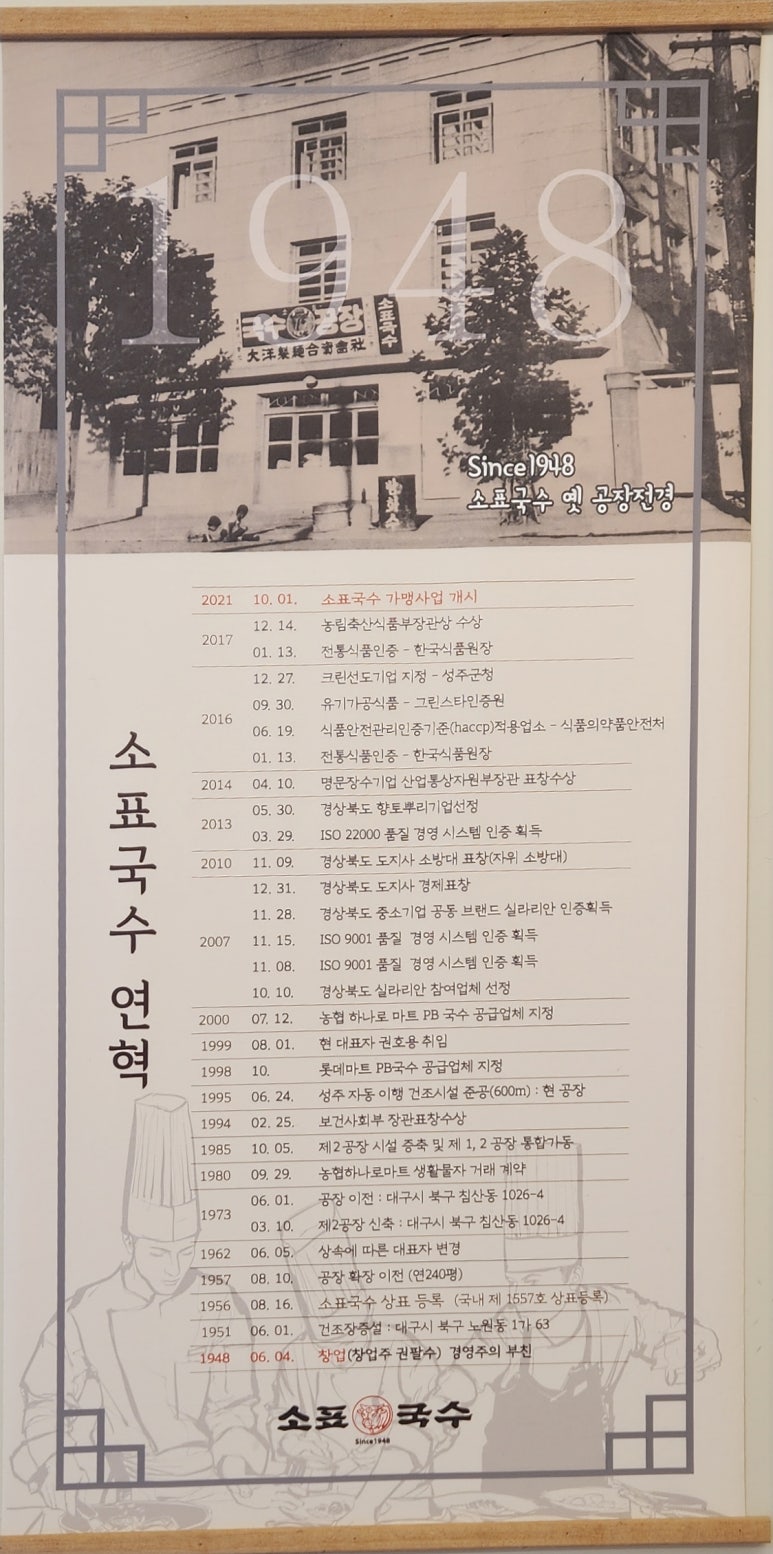 1948
국수 공장
소표국수
大洋製麵合資會社
Since1948
소표국수 옛 공장전경
소표국수 연혁
2021 10. 01. 소표국수 가맹사업 개시
2017 12. 14. 농림축산식품부장관상 수상
01. 13. 전통식품인증 - 한국식품원장
2016 12. 27. 크린선도기업 지정 - 성주군청
09. 30. 유기가공식품 - 그린스타인증원
06. 19. 식품안전관리인증기준(haccp)적용업소 - 식품의약품안전처
01. 13. 전통식품인증 - 한국식품원장
2014 04. 10. 명문장수기업 산업통상자원부장관 표창수상
2013 05. 30. 경상북도 향토뿌리기업선정
03. 29. ISO 22000 품질 경영 시스템 인증 획득
2010 11. 09. 경상북도 도지사 소방대 표창(자위 소방대)
2007 12. 31. 경상북도 도지사 경제표창
11. 28. 경상북도 중소기업 공동 브랜드 실라리안 인증획득
11. 15. ISO 9001 품질 경영 시스템 인증 획득
11. 08. ISO 9001 품질 경영 시스템 인증 획득
10. 10. 경상북도 실라리안 참여업체 선정
2000 07. 12. 농협 하나로 마트 PB 국수 공급업체 지정
1999 08. 01. 현 대표자 권호용 취임
1998 10. 롯데마트 PB국수 공급업체 지정
1995 06. 24. 성주 자동 이행 건조시설 준공(600m) : 현 공장
1994 02. 25. 보건사회부 장관표창수상
1985 10. 05. 제2공장 시설 증축 및 제 1, 2 공장 통합가동
1980 09. 29. 농협하나로마트 생활물자 거래 계약
1973 06. 01. 공장 이전 : 대구시 북구 침산동 1026-4
03. 10. 제2공장 신축 : 대구시 북구 침산동 1026-4
1962 06. 05. 상속에 따른 대표자 변경
1957 08. 10. 공장 확장 이전 (연240평)
1956 08. 16. 소표국수 상표 등록 (국내 제 1557호 상표등록)
1951 06. 01. 건조장증설 : 대구시 북구 노원동 1가 63
1948 06. 04. 창업(창업주 권팔수) 경영주의 부친
소표 국수
Since1948